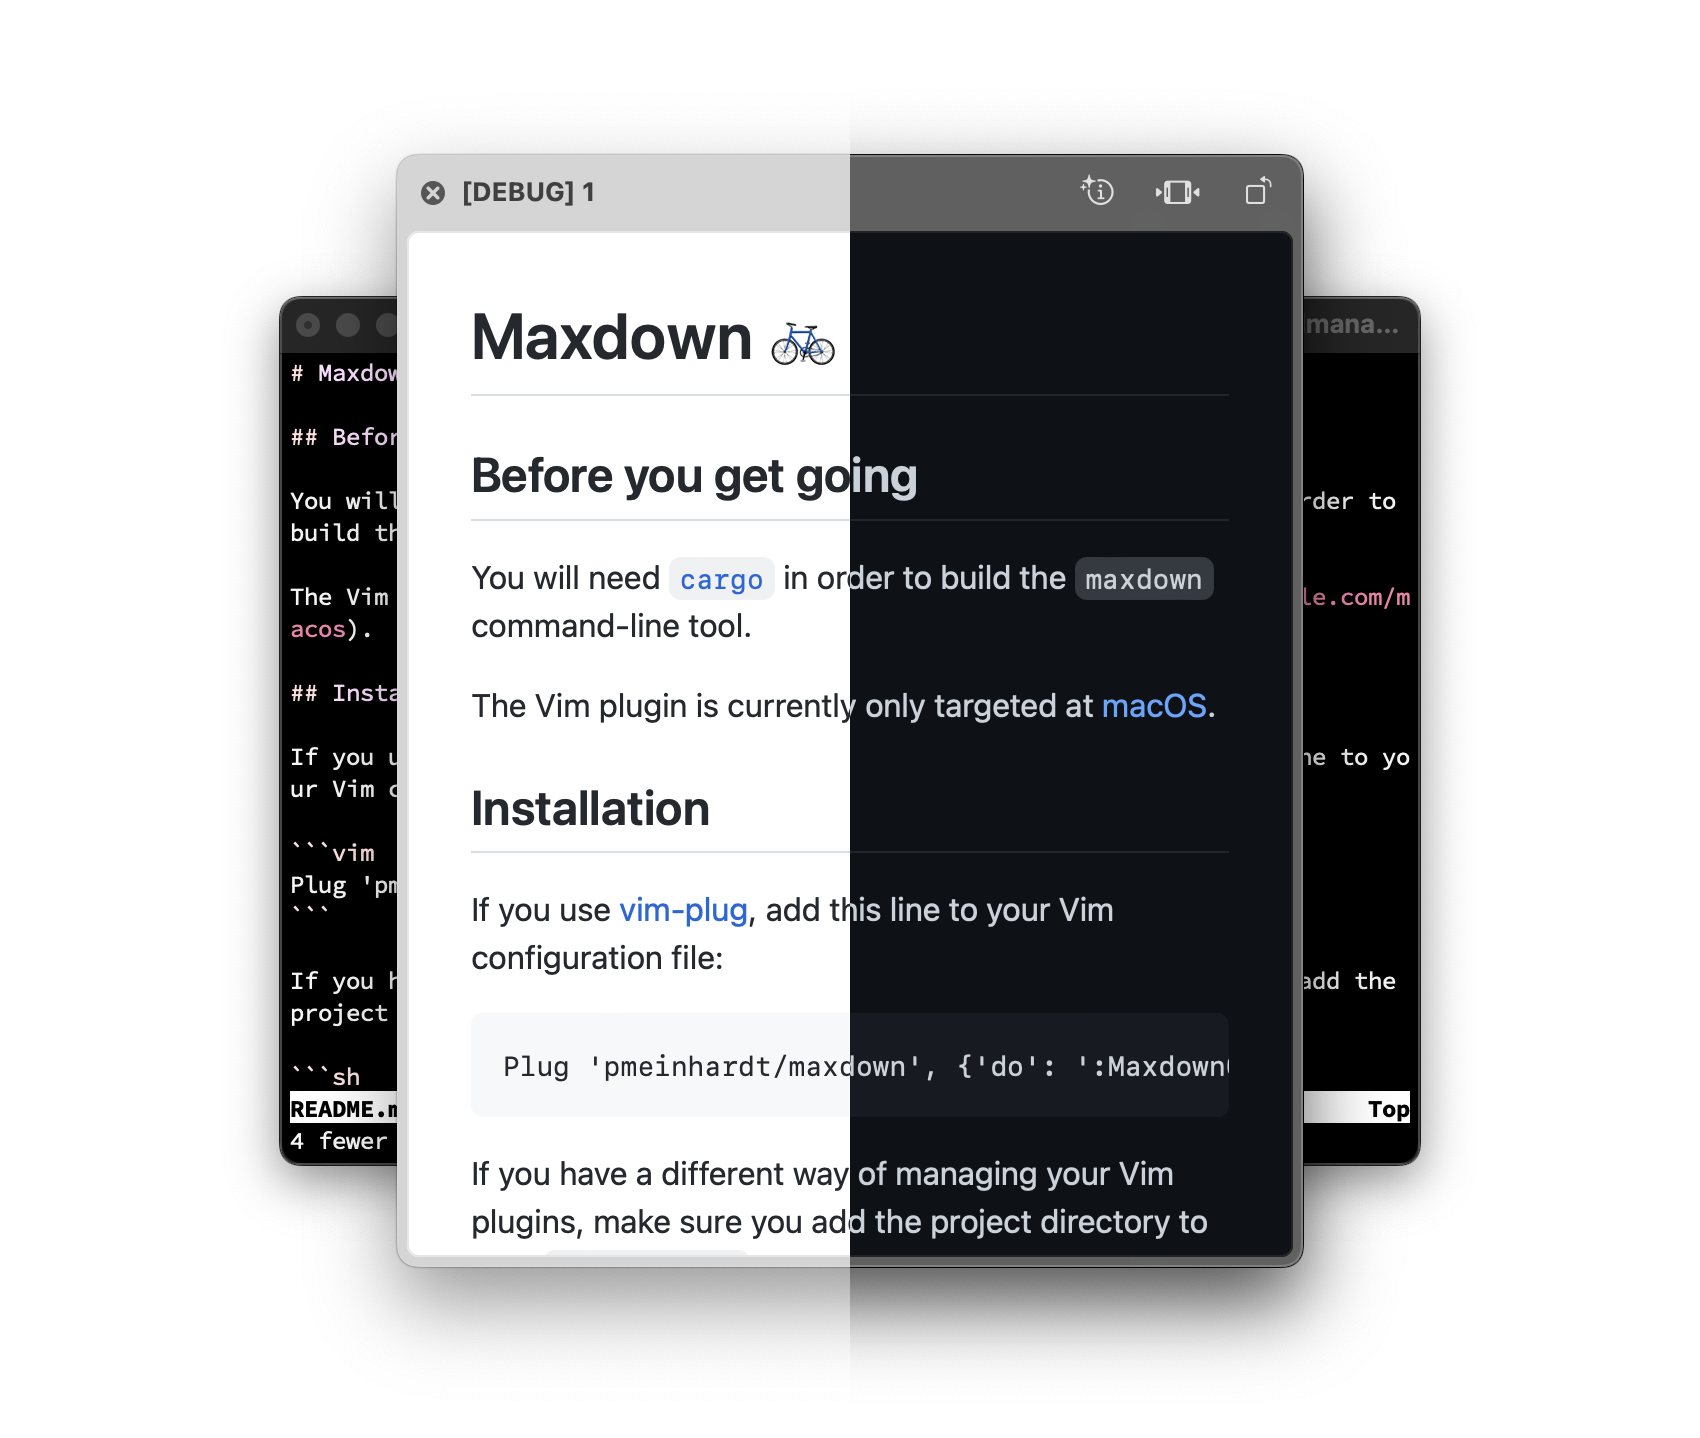 [DEBUG] 1
Maxdown
Before you get going
You will need cargo in order to build the maxdown
command-line tool.
The Vim plugin is currently only targeted at macOS.
Installation
If you use vim-plug, add this line to your Vim
configuration file:
Plug 'pmeinhardt/maxdown', {'do': ':Maxdown
If you have a different way of managing your Vim
plugins, make sure you add the project directory to
mana...
# Maxdow
## Befor
You will rder to
build th
The Vim le.com/m
acos).
## Insta
If you u ne to yo
ur Vim c
```vim
Plug 'pm
```
If you h add the
project
```sh
README.m Top
4 fewer